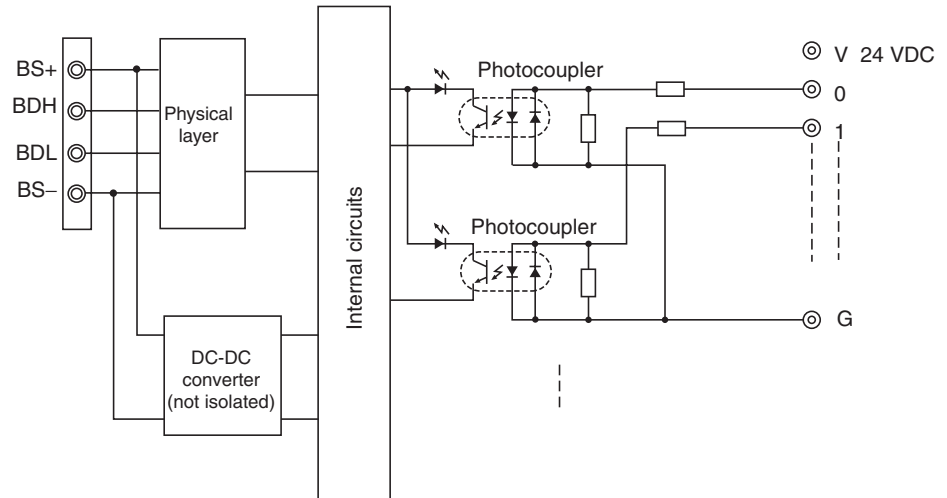 BS+
BDH
BDL
BS−
Physical
layer
DC-DC
converter
(not isolated)
Internal circuits
Photocoupler
Photocoupler
V 24 VDC
0
1
G